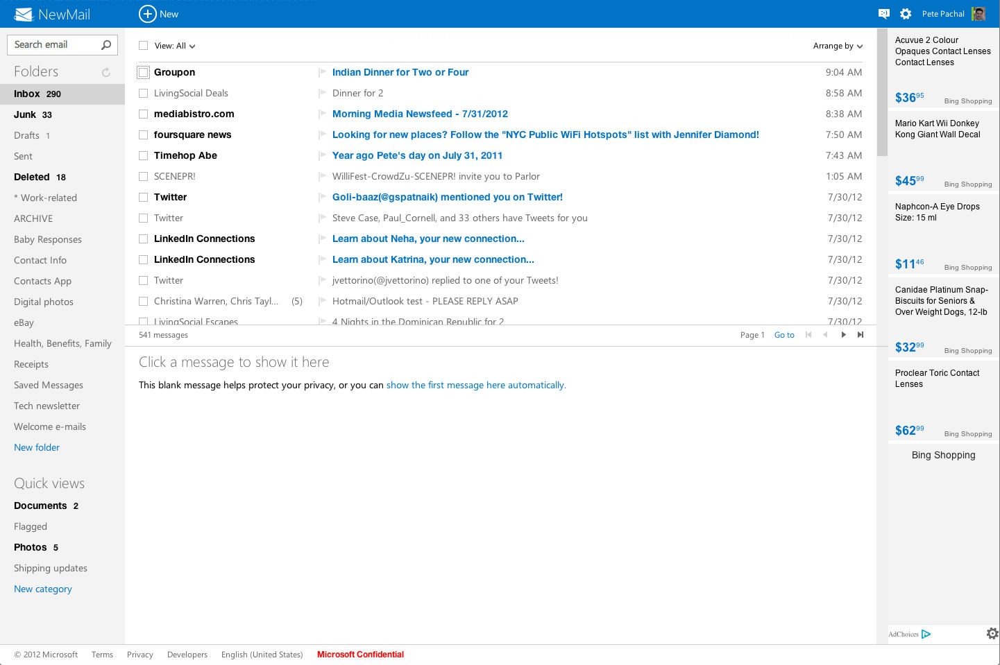 NewMail
New
Pete Pachal
Search email
Folders
Inbox 290
Junk 33
Drafts 1
Sent
Deleted 18
* Work-related
ARCHIVE
Baby Responses
Contact Info
Contacts App
Digital photos
eBay
Health, Benefits, Family
Receipts
Saved Messages
Tech newsletter
Welcome e-mails
New folder
Quick views
Documents 2
Flagged
Photos 5
Shipping updates
New category
View: All
Arrange by
Groupon Indian Dinner for Two or Four 9:04 AM
LivingSocial Deals Dinner for 2 8:58 AM
mediabistro.com Morning Media Newsfeed - 7/31/2012 8:38 AM
foursquare news Looking for new places? Follow the "NYC Public WiFi Hotspots" list with Jennifer Diamond! 7:50 AM
Timehop Abe Year ago Pete's day on July 31, 2011 7:43 AM
SCENEPR! WilliFest-CrowdZu-SCENEPR! invite you to Parlor 1:05 AM
Twitter Goli-baaz(@gspatnaik) mentioned you on Twitter! 7/30/12
Twitter Steve Case, Paul_Cornell, and 33 others have Tweets for you 7/30/12
LinkedIn Connections Learn about Neha, your new connection... 7/30/12
LinkedIn Connections Learn about Katrina, your new connection... 7/30/12
Twitter jvettorino(@jvettorino) replied to one of your Tweets! 7/30/12
Christina Warren, Chris Tayl... (5) Hotmail/Outlook test - PLEASE REPLY ASAP 7/30/12
LivingSocial Escapes 4 Nights in the Dominican Republic for 2 7/30/12
541 messages
Page 1 Go to
Click a message to show it here
This blank message helps protect your privacy, or you can show the first message here automatically.
Acuvue 2 Colour
Opaques Contact Lenses
Contact Lenses
$3695 Bing Shopping
Mario Kart Wii Donkey
Kong Giant Wall Decal
$4599 Bing Shopping
Naphcon-A Eye Drops
Size: 15 ml
$1146 Bing Shopping
Canidae Platinum Snap-
Biscuits for Seniors &
Over Weight Dogs, 12-lb
$3299 Bing Shopping
Proclear Toric Contact
Lenses
$6299 Bing Shopping
Bing Shopping
AdChoices
© 2012 Microsoft Terms Privacy Developers English (United States) Microsoft Confidential